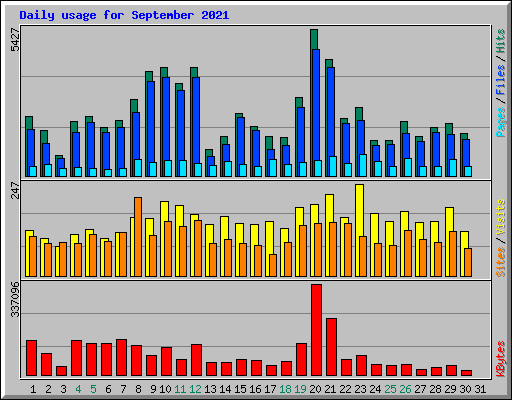 Daily usage for September 2021
5427
Pages / Files / Hits
247
Sites / Visits
337096
KBytes
1 2 3 4 5 6 7 8 9 10 11 12 13 14 15 16 17 18 19 20 21 22 23 24 25 26 27 28 29 30 31